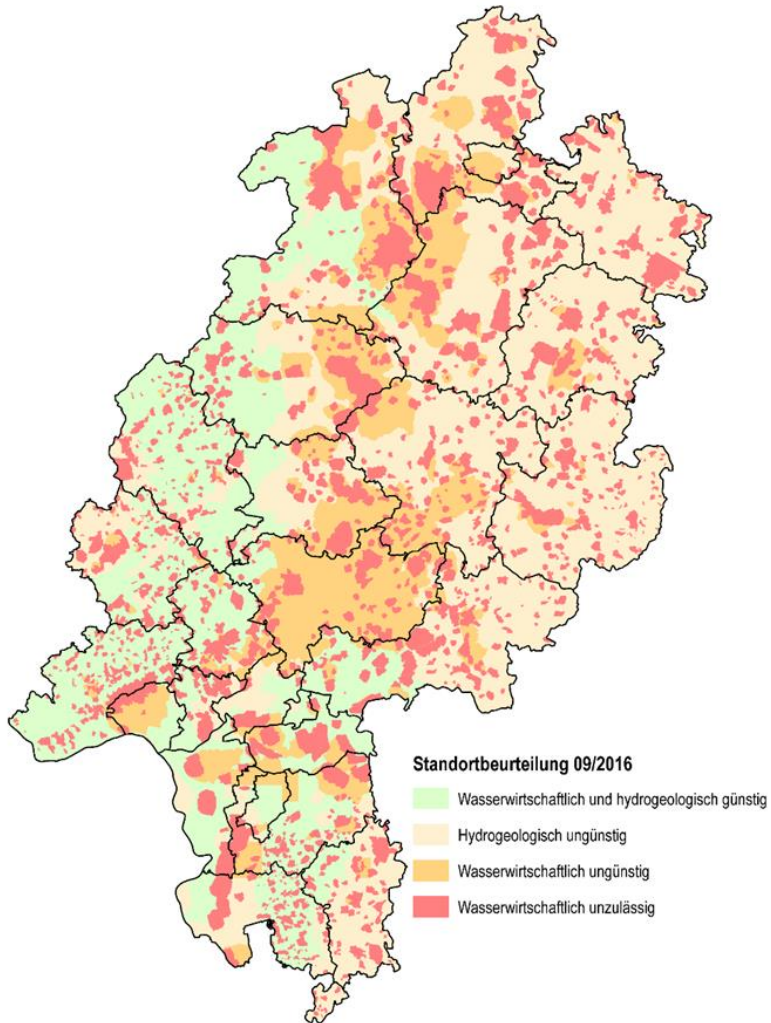 Standortbeurteilung 09/2016
Wasserwirtschaftlich und hydrogeologisch günstig
Hydrogeologisch ungünstig
Wasserwirtschaftlich ungünstig
Wasserwirtschaftlich unzulässig